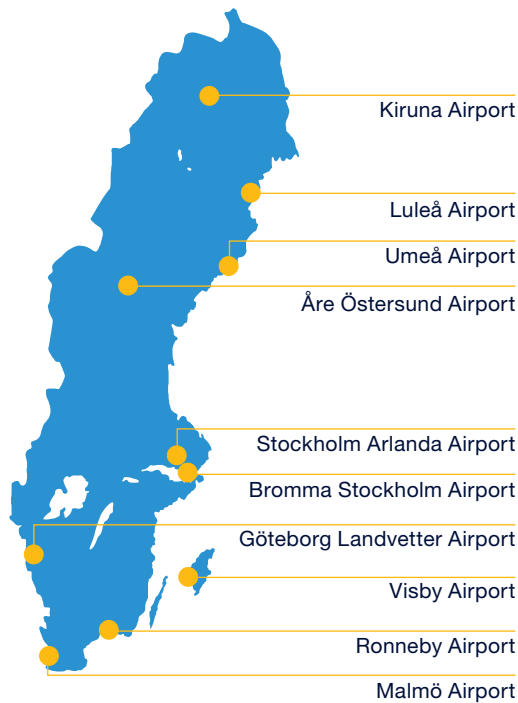 Kiruna Airport
Luleå Airport
Umeå Airport
Åre Östersund Airport
Stockholm Arlanda Airport
Bromma Stockholm Airport
Göteborg Landvetter Airport
Visby Airport
Ronneby Airport
Malmö Airport